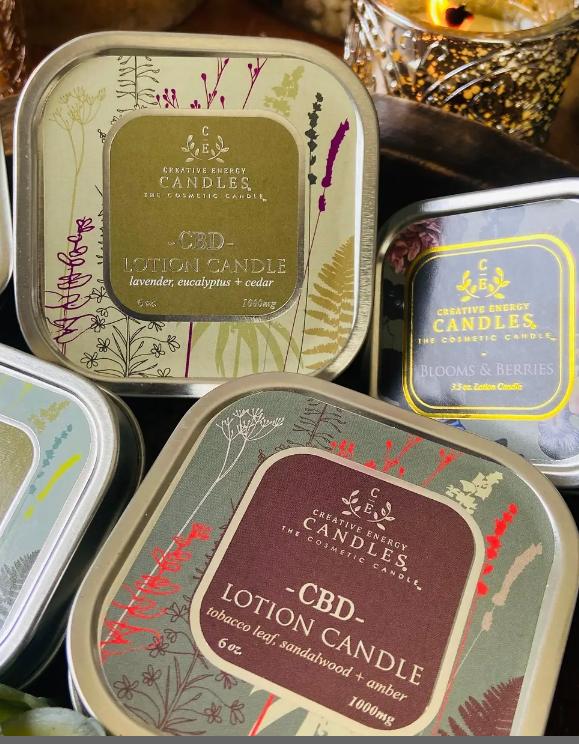 C
E
CREATIVE ENERGY
CANDLES
THE COSMETIC CANDLE
-CBD-
LOTION CANDLE
lavender, eucalyptus + cedar
6 oz. 1000mg
C
E
CREATIVE ENERGY
CANDLES
THE COSMETIC CANDLE
-
BLOOMS & BERRIES
3.5 oz. Lotion Candle
C
E
CREATIVE ENERGY
CANDLES
THE COSMETIC CANDLE
-CBD-
LOTION CANDLE
tobacco leaf, sandalwood + amber
6 oz. 1000mg